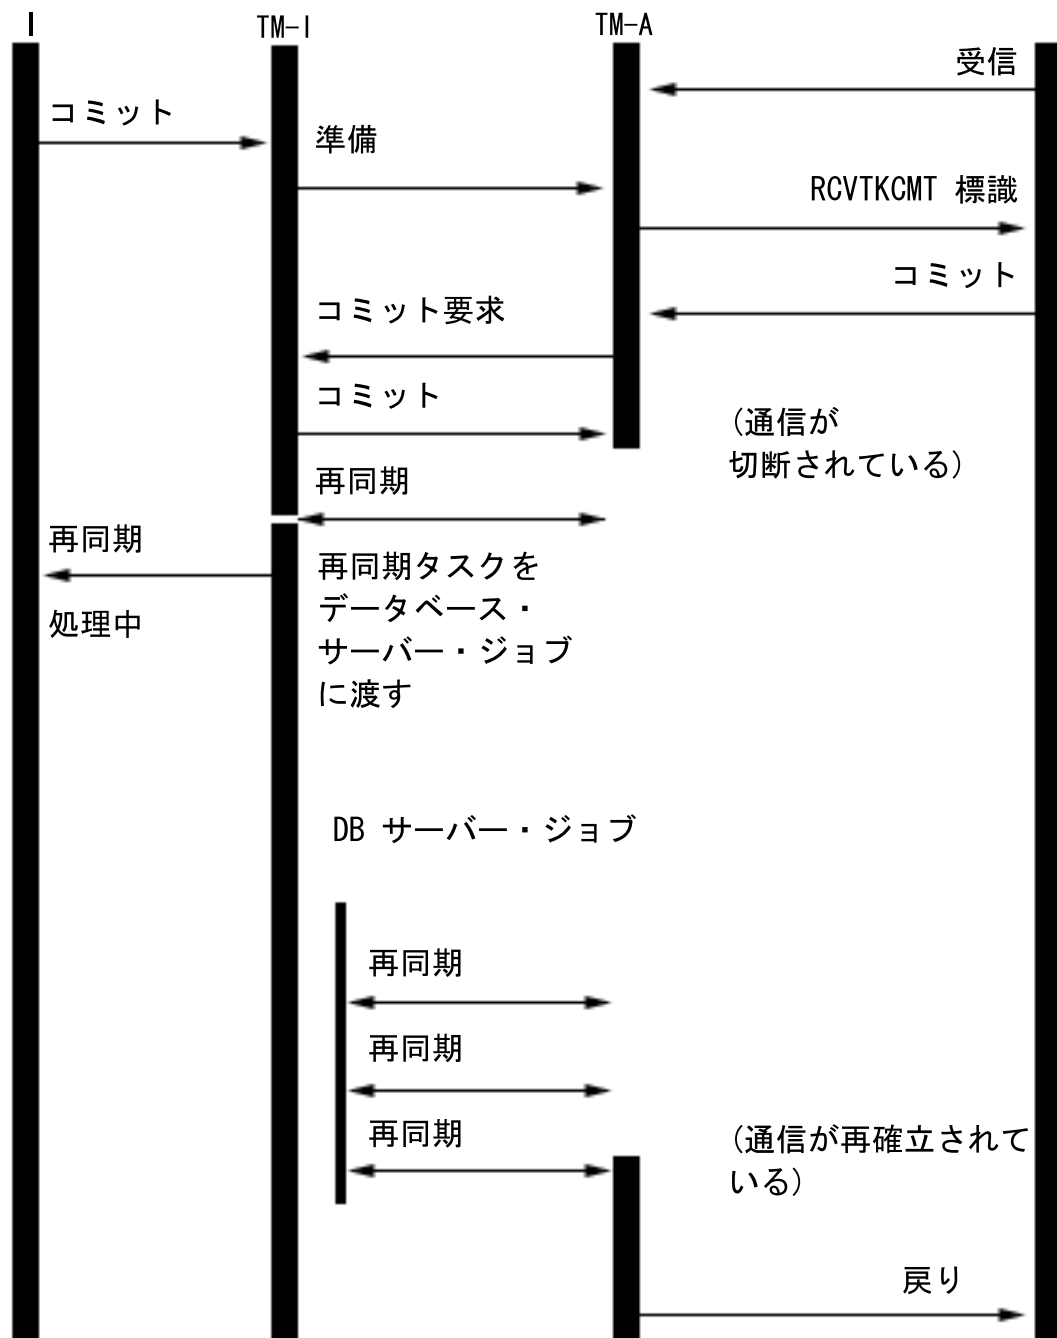 I
TM-I
TM-A
受信
コミット
準備
RCVTKCMT 標識
コミット
コミット要求
コミット
(通信が
切断されている)
再同期
再同期
処理中
再同期タスクを
データベース・
サーバー・ジョブ
に渡す
DB サーバー・ジョブ
再同期
再同期
再同期
(通信が再確立されて
いる)
戻り